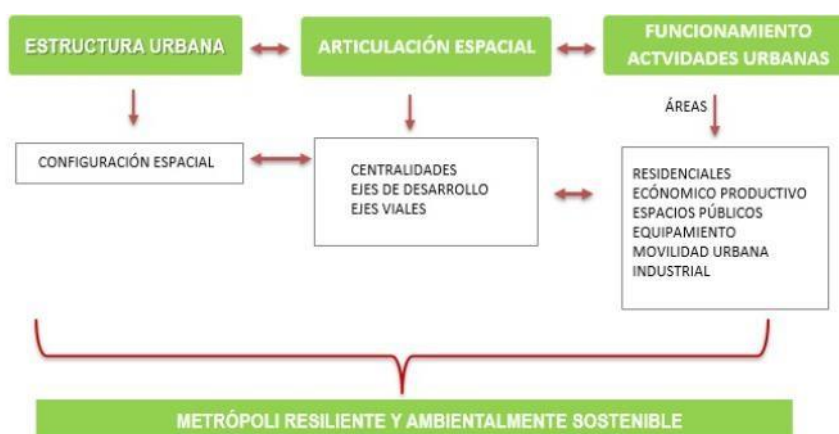 ESTRUCTURA URBANA
ARTICULACIÓN ESPACIAL
FUNCIONAMIENTO
ACTVIDADES URBANAS
ÁREAS
CONFIGURACIÓN ESPACIAL
CENTRALIDADES
EJES DE DESARROLLO
EJES VIALES
RESIDENCIALES
ECÓNOMICO PRODUCTIVO
ESPACIOS PÚBLICOS
EQUIPAMIENTO
MOVILIDAD URBANA
INDUSTRIAL
METRÓPOLI RESILIENTE Y AMBIENTALMENTE SOSTENIBLE